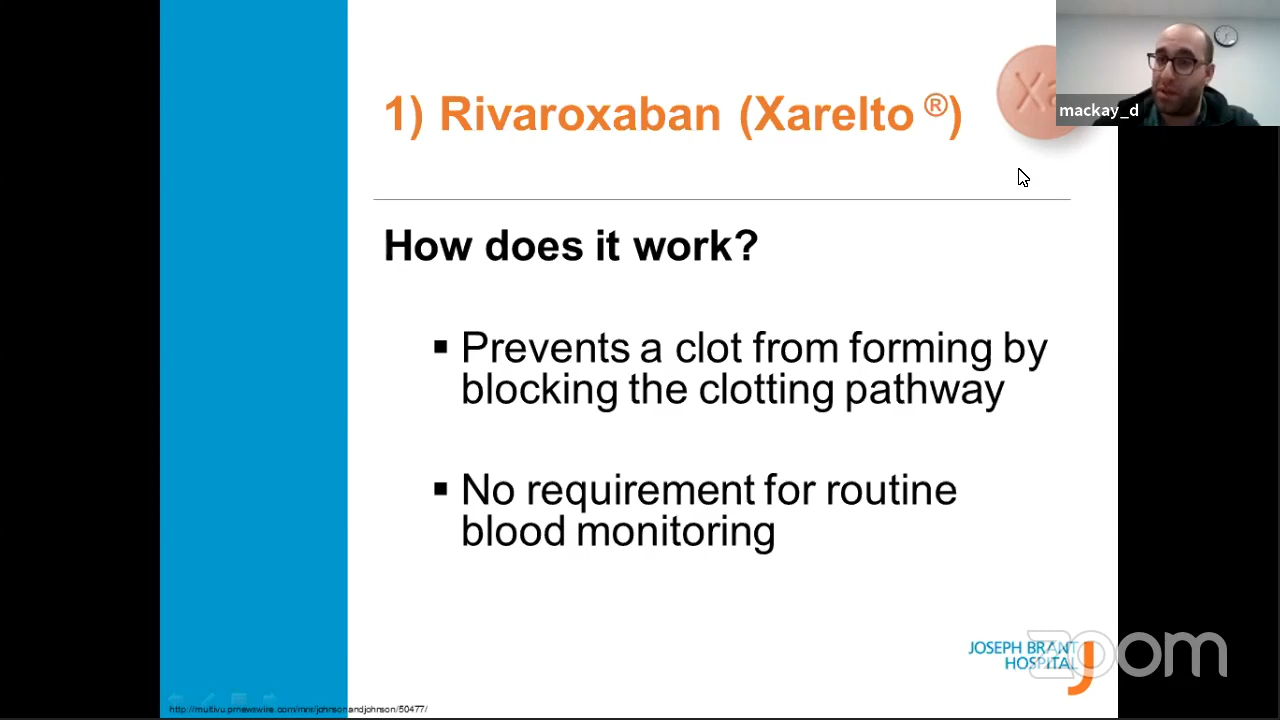 1) Rivaroxaban (Xarelto ®)
Xa
mackay_d
How does it work?
▪ Prevents a clot from forming by
blocking the clotting pathway
▪ No requirement for routine
blood monitoring
JOSEPH BRANT
HOSPITAL
zoom
http://multivu.prnewswire.com/mnr/johnsonandjohnson/50477/